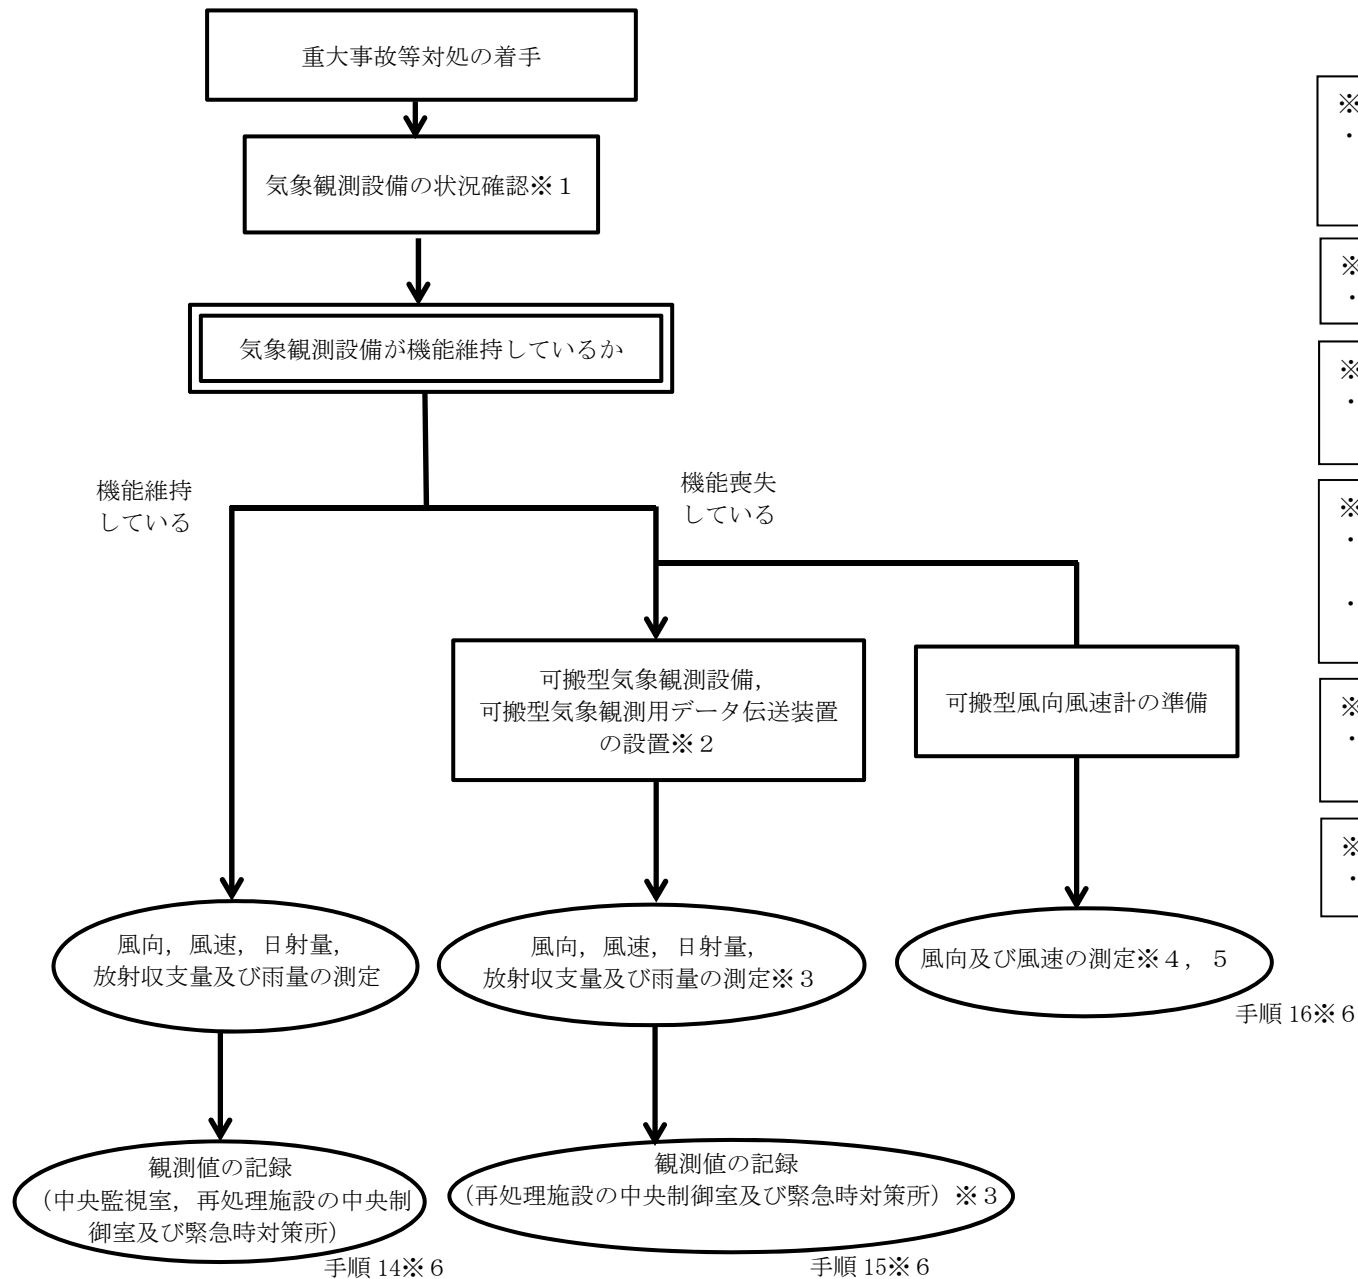 重大事故等対処の着手
気象観測設備の状況確認※１
気象観測設備が機能維持しているか
機能維持
している
機能喪失
している
可搬型気象観測設備，
可搬型気象観測用データ伝送装置
の設置※２
可搬型風向風速計の準備
風向，風速，日射量，
放射収支量及び雨量の測定
風向，風速，日射量，
放射収支量及び雨量の測定※３
風向及び風速の測定※４，５
手順 16※６
観測値の記録
（中央監視室，再処理施設の中央制
御室及び緊急時対策所）
手順 14※６
観測値の記録
（再処理施設の中央制御室及び緊急時対策所）※３
手順 15※６
※
・
※
・
※
・
※
・
・
※
・
※
・